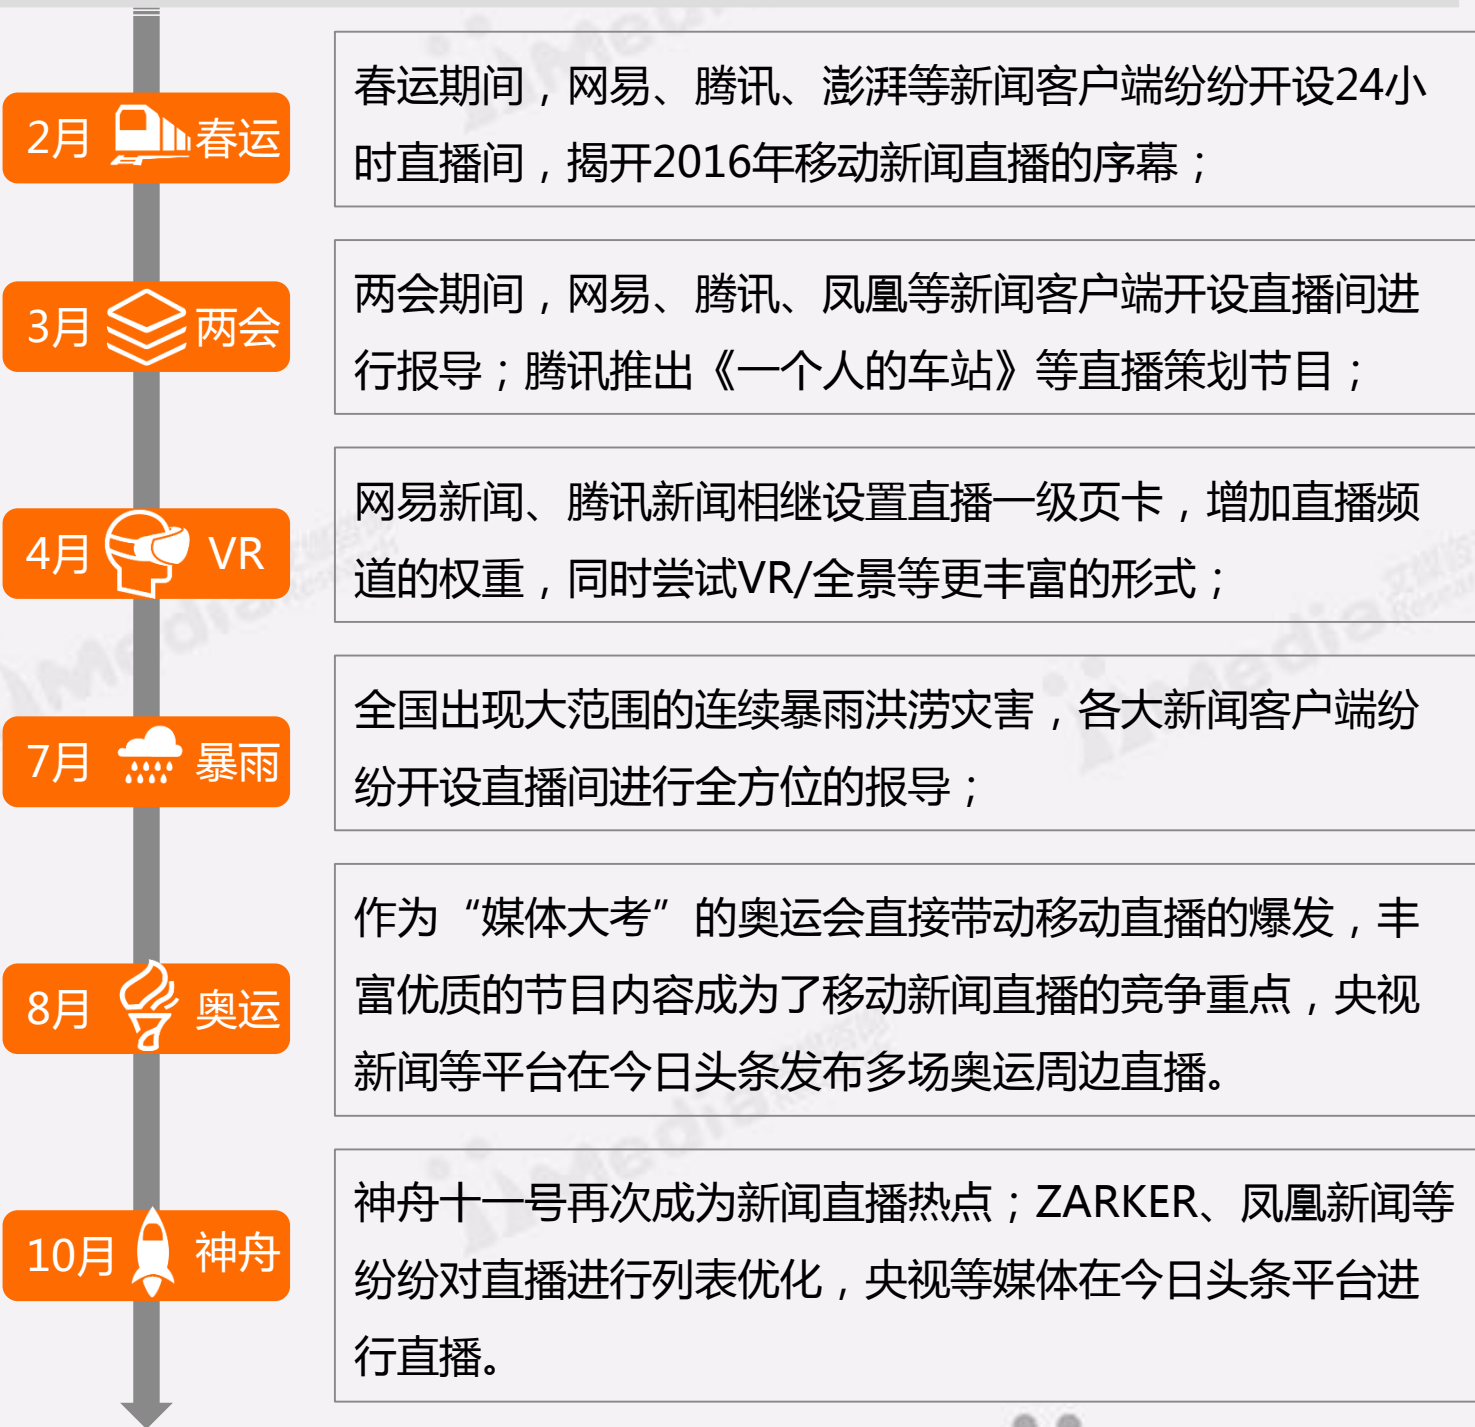 2月 春运
春运期间，网易、腾讯、澎湃等新闻客户端纷纷开设24小
时直播间，揭开2016年移动新闻直播的序幕；
3月 两会
两会期间，网易、腾讯、凤凰等新闻客户端开设直播间进
行报导；腾讯推出《一个人的车站》等直播策划节目；
4月 VR
网易新闻、腾讯新闻相继设置直播一级页卡，增加直播频
道的权重，同时尝试VR/全景等更丰富的形式；
7月 暴雨
全国出现大范围的连续暴雨洪涝灾害，各大新闻客户端纷
纷开设直播间进行全方位的报导；
8月 奥运
作为“媒体大考”的奥运会直接带动移动直播的爆发，丰
富优质的节目内容成为了移动新闻直播的竞争重点，央视
新闻等平台在今日头条发布多场奥运周边直播。
10月 神舟
神舟十一号再次成为新闻直播热点；ZARKER、凤凰新闻等
纷纷对直播进行列表优化，央视等媒体在今日头条平台进
行直播。
iiMedia Research
艾媒咨询